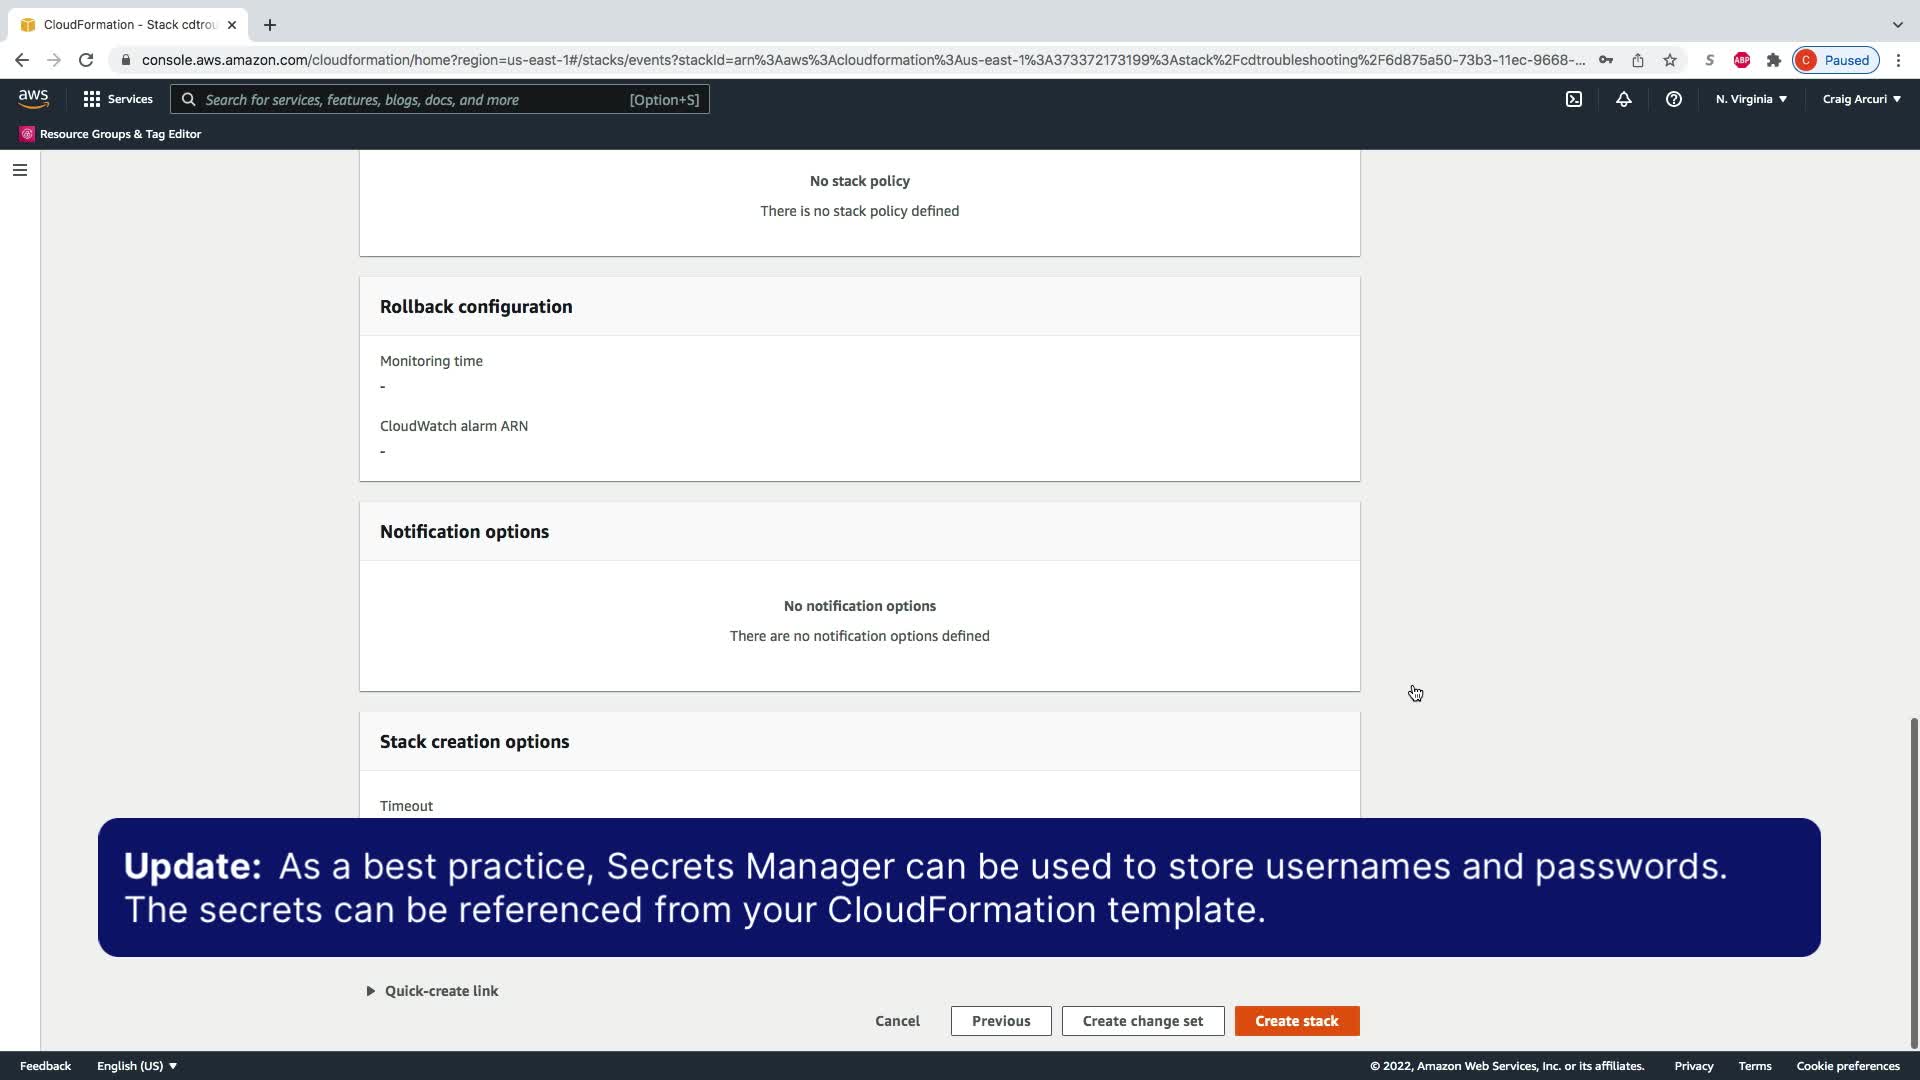 CloudFormation - Stack cdtrou
console.aws.amazon.com/cloudformation/home?region=us-east-1#/stacks/events?stackId=arn%3Aaws%3Acloudformation%3Aus-east-1%3A373372173199%3Astack%2Fcdtroubleshooting%2F6d875a50-73b3-11ec-9668-...
S
ABP
C Paused
aws
Services
Search for services, features, blogs, docs, and more [Option+S]
N. Virginia
Craig Arcuri
Resource Groups & Tag Editor
No stack policy
There is no stack policy defined
Rollback configuration
Monitoring time
-
CloudWatch alarm ARN
-
Notification options
No notification options
There are no notification options defined
Stack creation options
Timeout
Update: As a best practice, Secrets Manager can be used to store usernames and passwords.
The secrets can be referenced from your CloudFormation template.
Quick-create link
Cancel Previous Create change set Create stack
Feedback English (US) © 2022, Amazon Web Services, Inc. or its affiliates. Privacy Terms Cookie preferences